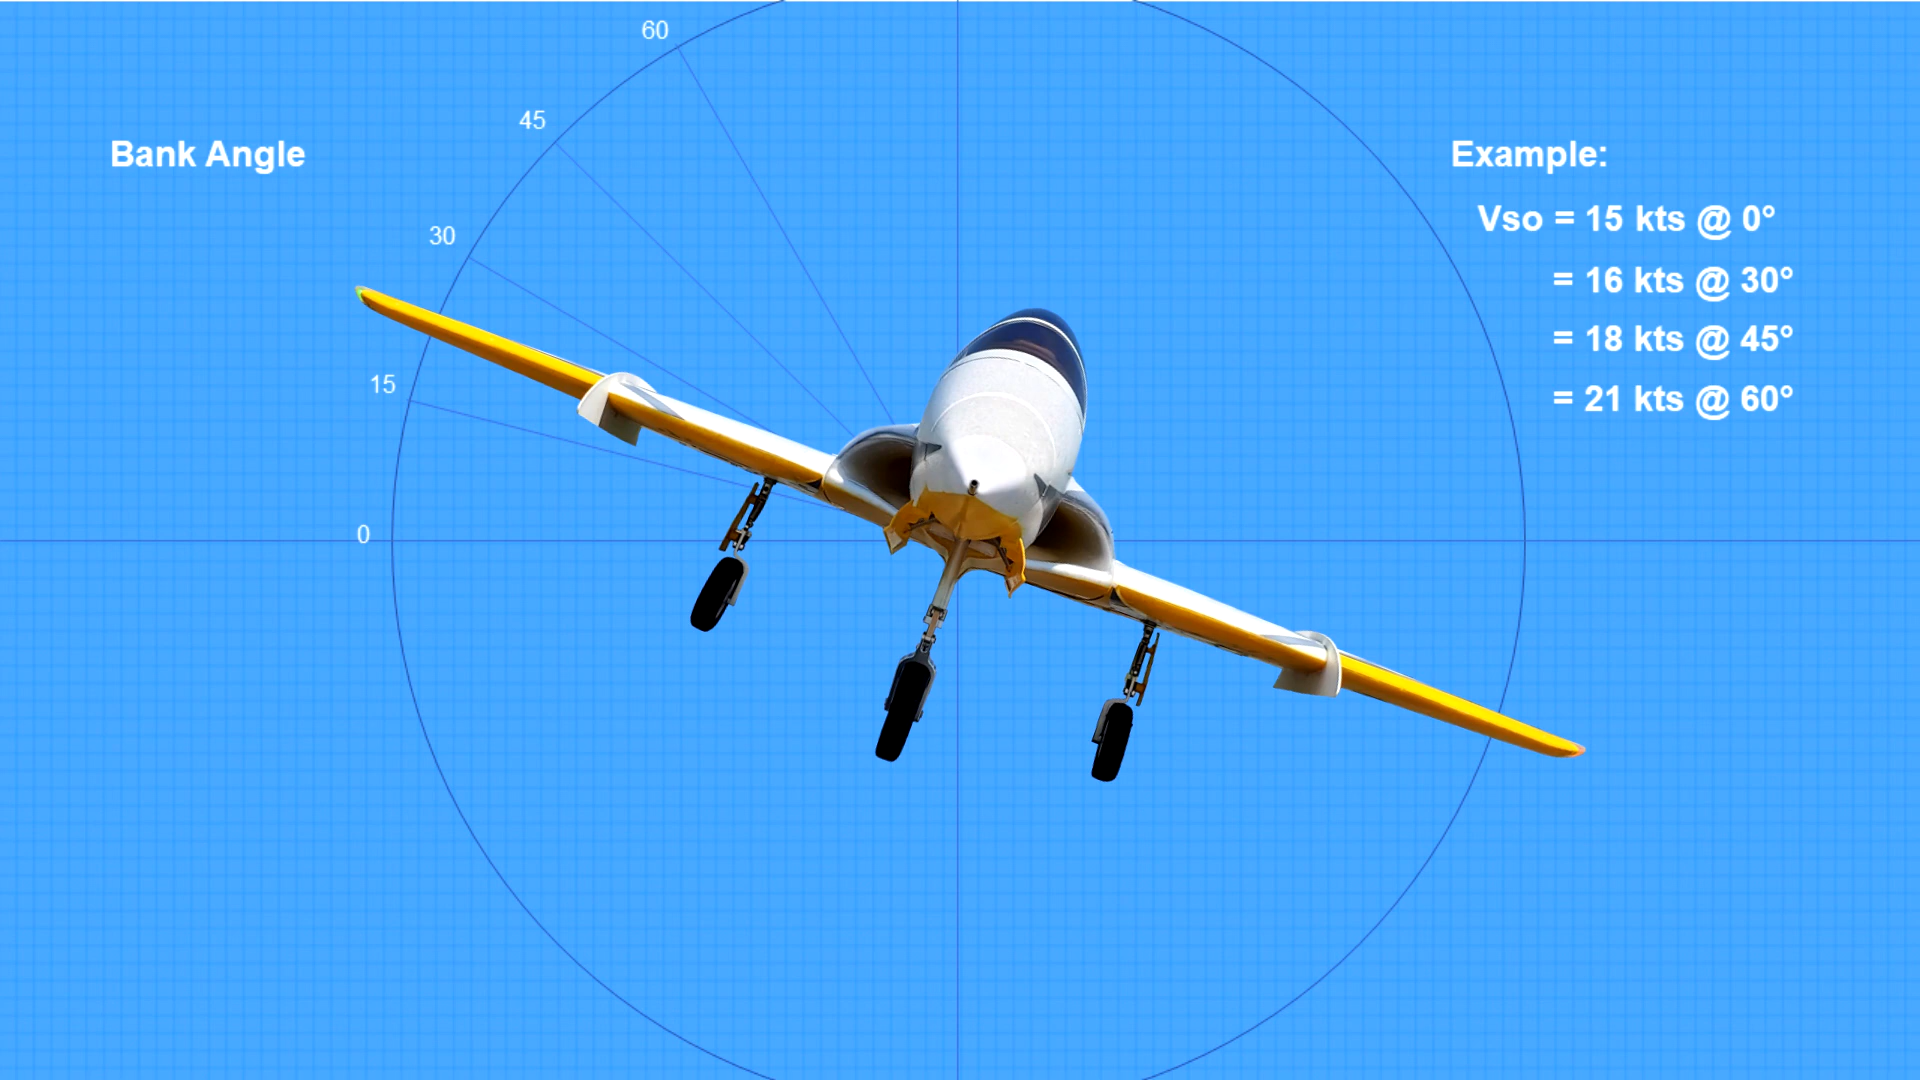 60
45
Bank Angle
Example:
Vso = 15 kts @ 0°
30
= 16 kts @ 30°
= 18 kts @ 45°
15
= 21 kts @ 60°
0